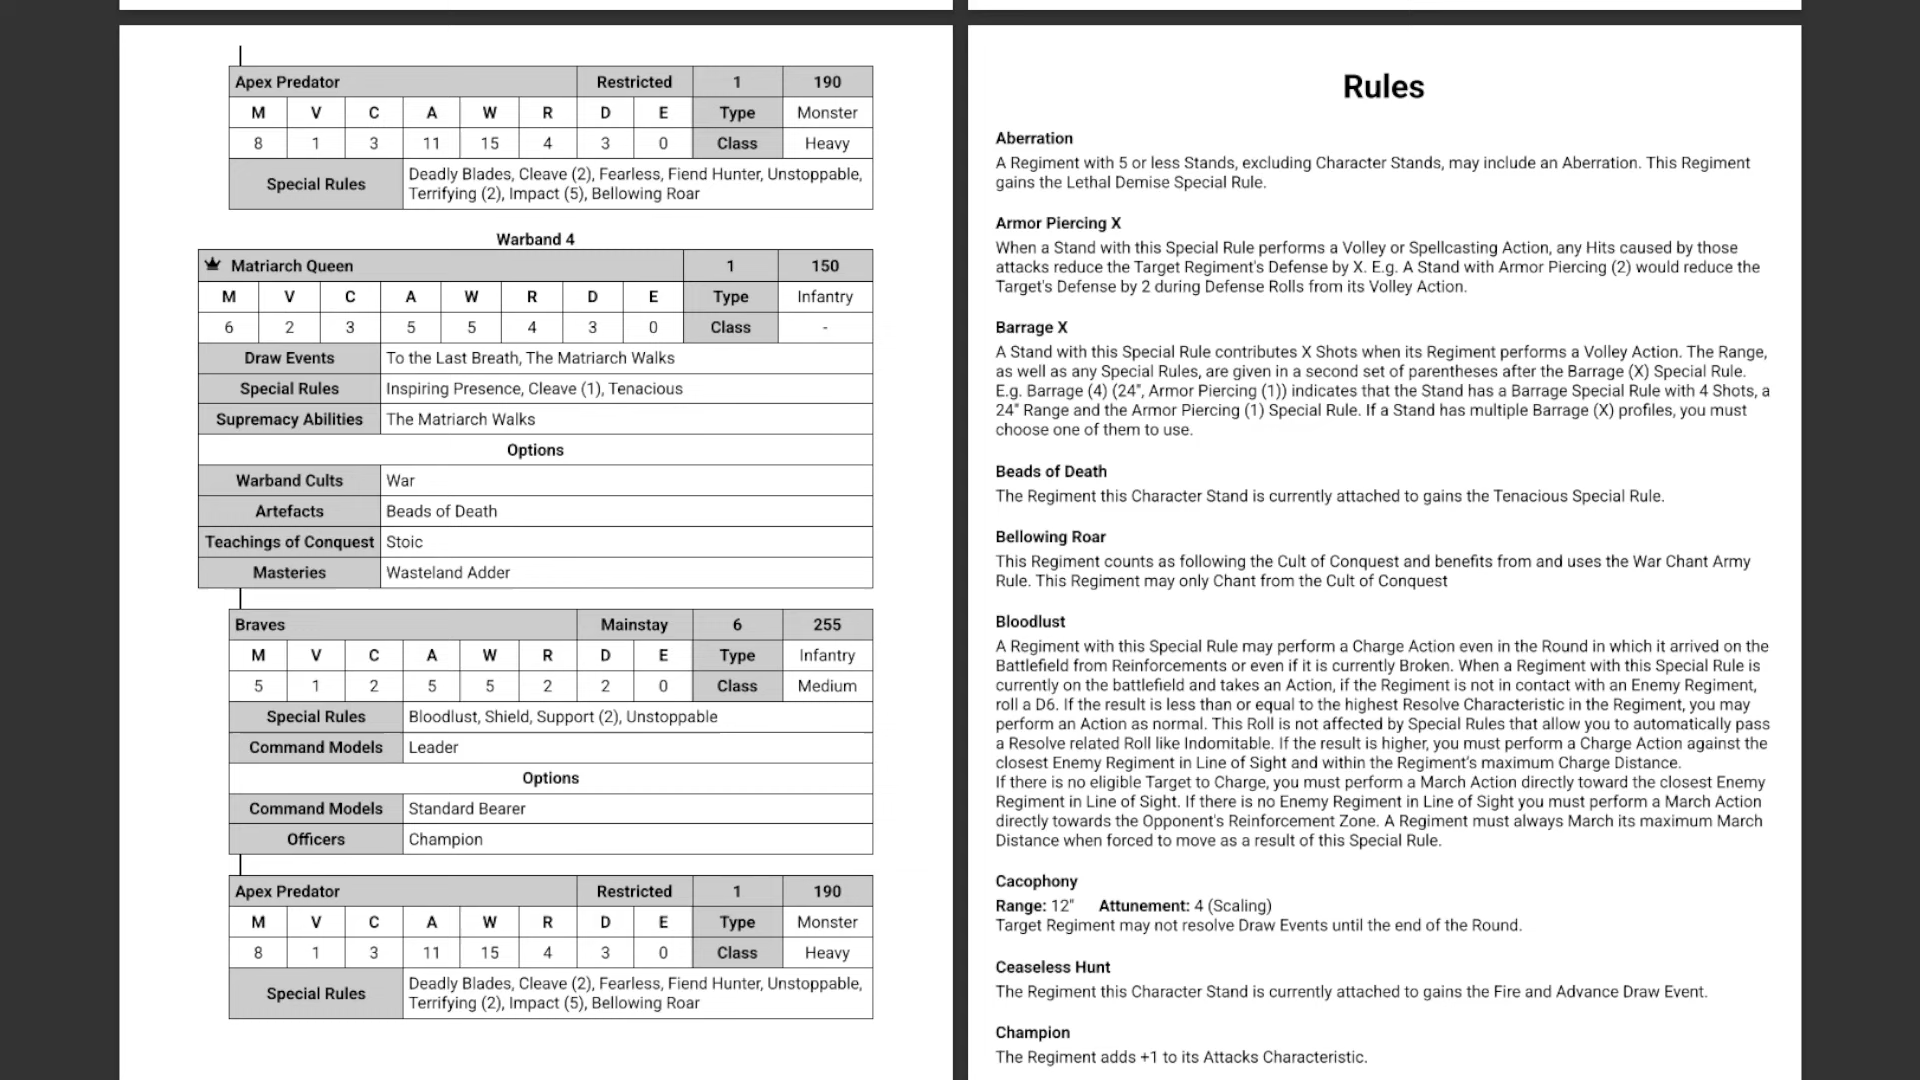 Apex Predator Restricted 1 190
M V C A W R D E Type Monster
8 1 3 11 15 4 3 0 Class Heavy
Special Rules Deadly Blades, Cleave (2), Fearless, Fiend Hunter, Unstoppable,
Terrifying (2), Impact (5), Bellowing Roar
Warband 4
Matriarch Queen 1 150
M V C A W R D E Type Infantry
6 2 3 5 5 4 3 0 Class -
Draw Events To the Last Breath, The Matriarch Walks
Special Rules Inspiring Presence, Cleave (1), Tenacious
Supremacy Abilities The Matriarch Walks
Options
Warband Cults War
Artefacts Beads of Death
Teachings of Conquest Stoic
Masteries Wasteland Adder
Braves Mainstay 6 255
M V C A W R D E Type Infantry
5 1 2 5 5 2 2 0 Class Medium
Special Rules Bloodlust, Shield, Support (2), Unstoppable
Command Models Leader
Options
Command Models Standard Bearer
Officers Champion
Apex Predator Restricted 1 190
M V C A W R D E Type Monster
8 1 3 11 15 4 3 0 Class Heavy
Special Rules Deadly Blades, Cleave (2), Fearless, Fiend Hunter, Unstoppable,
Terrifying (2), Impact (5), Bellowing Roar
Rules
Aberration
A Regiment with 5 or less Stands, excluding Character Stands, may include an Aberration. This Regiment
gains the Lethal Demise Special Rule.
Armor Piercing X
When a Stand with this Special Rule performs a Volley or Spellcasting Action, any Hits caused by those
attacks reduce the Target Regiment's Defense by X. E.g. A Stand with Armor Piercing (2) would reduce the
Target's Defense by 2 during Defense Rolls from its Volley Action.
Barrage X
A Stand with this Special Rule contributes X Shots when its Regiment performs a Volley Action. The Range,
as well as any Special Rules, are given in a second set of parentheses after the Barrage (X) Special Rule.
E.g. Barrage (4) (24", Armor Piercing (1)) indicates that the Stand has a Barrage Special Rule with 4 Shots, a
24" Range and the Armor Piercing (1) Special Rule. If a Stand has multiple Barrage (X) profiles, you must
choose one of them to use.
Beads of Death
The Regiment this Character Stand is currently attached to gains the Tenacious Special Rule.
Bellowing Roar
This Regiment counts as following the Cult of Conquest and benefits from and uses the War Chant Army
Rule. This Regiment may only Chant from the Cult of Conquest
Bloodlust
A Regiment with this Special Rule may perform a Charge Action even in the Round in which it arrived on the
Battlefield from Reinforcements or even if it is currently Broken. When a Regiment with this Special Rule is
currently on the battlefield and takes an Action, if the Regiment is not in contact with an Enemy Regiment,
roll a D6. If the result is less than or equal to the highest Resolve Characteristic in the Regiment, you may
perform an Action as normal. This Roll is not affected by Special Rules that allow you to automatically pass
a Resolve related Roll like Indomitable. If the result is higher, you must perform a Charge Action against the
closest Enemy Regiment in Line of Sight and within the Regiment's maximum Charge Distance.
If there is no eligible Target to Charge, you must perform a March Action directly toward the closest Enemy
Regiment in Line of Sight. If there is no Enemy Regiment in Line of Sight you must perform a March Action
directly towards the Opponent's Reinforcement Zone. A Regiment must always March its maximum March
Distance when forced to move as a result of this Special Rule.
Cacophony
Range: 12" Attunement: 4 (Scaling)
Target Regiment may not resolve Draw Events until the end of the Round.
Ceaseless Hunt
The Regiment this Character Stand is currently attached to gains the Fire and Advance Draw Event.
Champion
The Regiment adds +1 to its Attacks Characteristic.